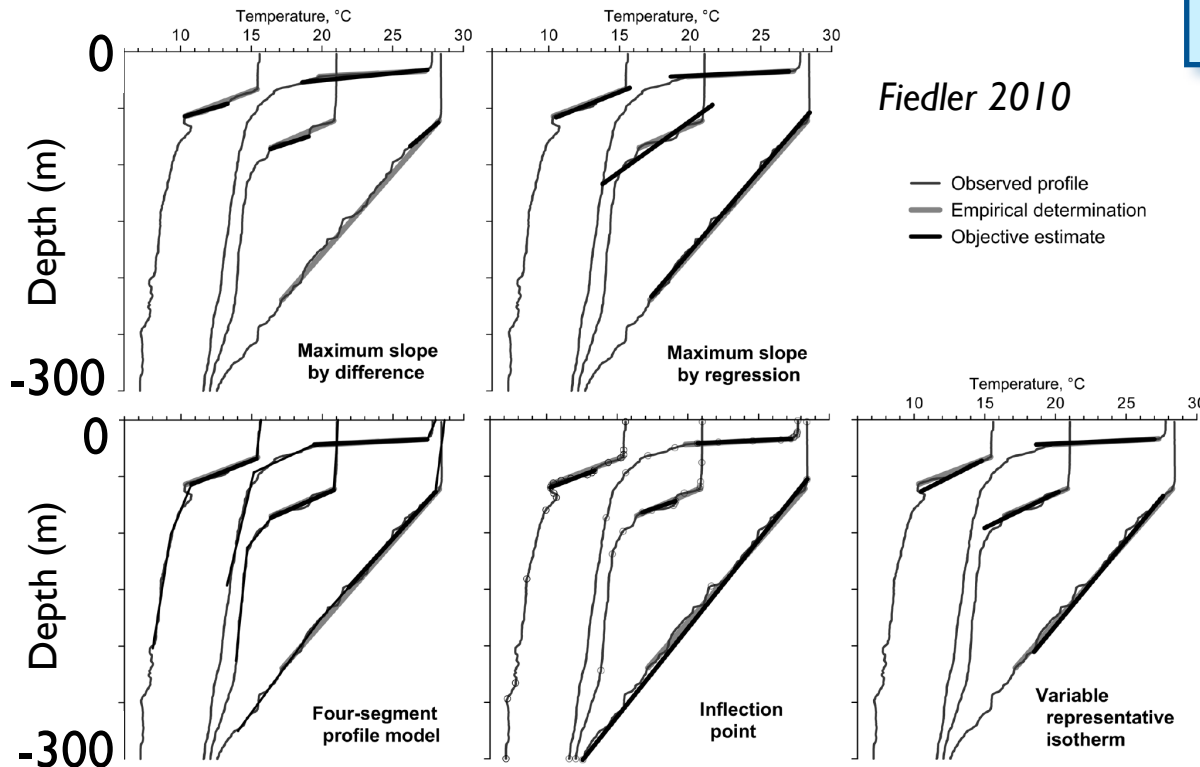 Temperature, °C
10 15 20 25 30
Temperature, °C
10 15 20 25 30
0
Depth (m)
-300
Maximum slope
by difference
Maximum slope
by regression
Fiedler 2010
Observed profile
Empirical determination
Objective estimate
Temperature, °C
10 15 20 25 30
0
Depth (m)
-300
Four-segment
profile model
Inflection
point
Variable
representative
isotherm